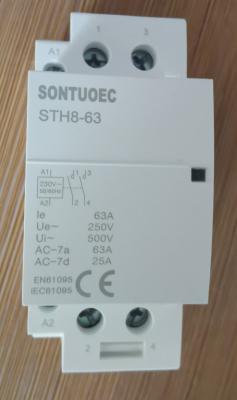 1 3
A1
SONTUOEC
STH8-63
A1 1 3
230V~
50/60Hz
A2 2 4
Ie 63A
Ue~ 250V
Ui~ 500V
AC-7a 63A
AC-7d 25A
EN61095
IEC61095 CE
A2
2 4